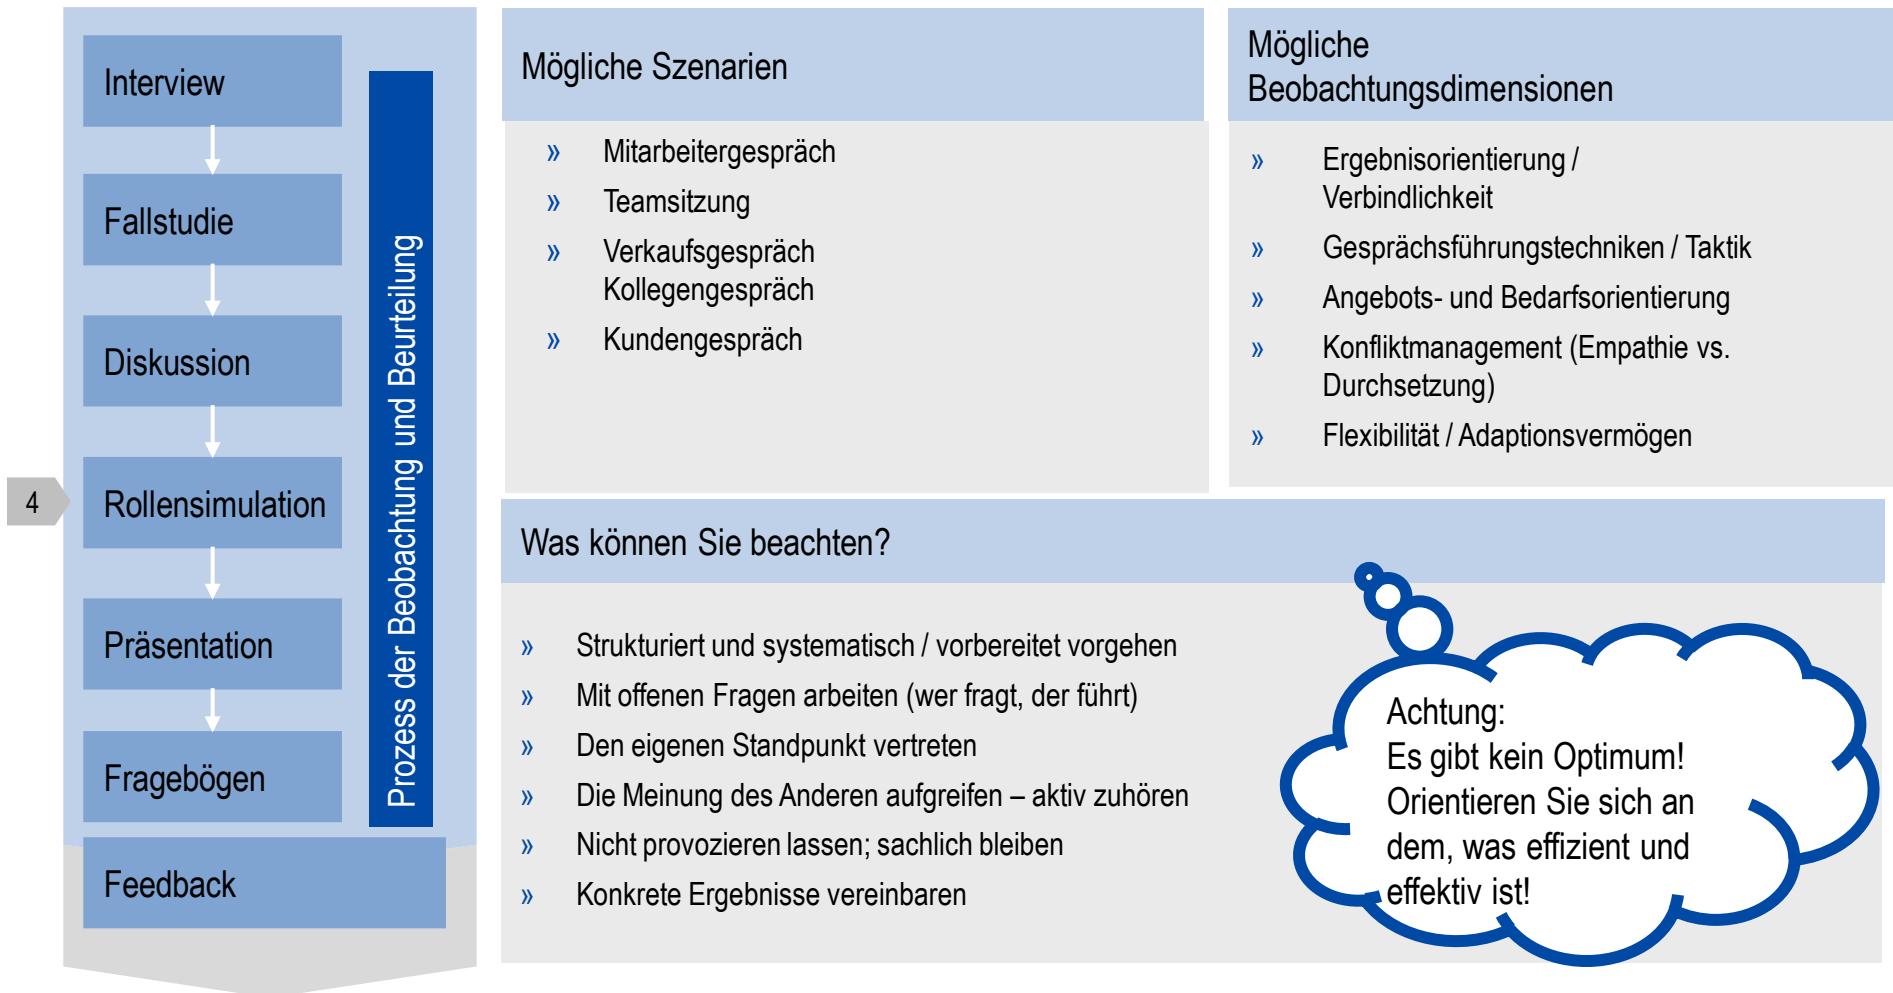 Interview
Fallstudie
Diskussion
4
Rollensimulation
Präsentation
Fragebögen
Feedback
Prozess der Beobachtung und Beurteilung
Mögliche Szenarien
» Mitarbeitergespräch
» Teamsitzung
» Verkaufsgespräch
Kollegengespräch
» Kundengespräch
Mögliche
Beobachtungsdimensionen
» Ergebnisorientierung /
Verbindlichkeit
» Gesprächsführungstechniken / Taktik
» Angebots- und Bedarfsorientierung
» Konfliktmanagement (Empathie vs.
Durchsetzung)
» Flexibilität / Adaptionsvermögen
Was können Sie beachten?
» Strukturiert und systematisch / vorbereitet vorgehen
» Mit offenen Fragen arbeiten (wer fragt, der führt)
» Den eigenen Standpunkt vertreten
» Die Meinung des Anderen aufgreifen – aktiv zuhören
» Nicht provozieren lassen; sachlich bleiben
» Konkrete Ergebnisse vereinbaren
Achtung:
Es gibt kein Optimum!
Orientieren Sie sich an
dem, was effizient und
effektiv ist!